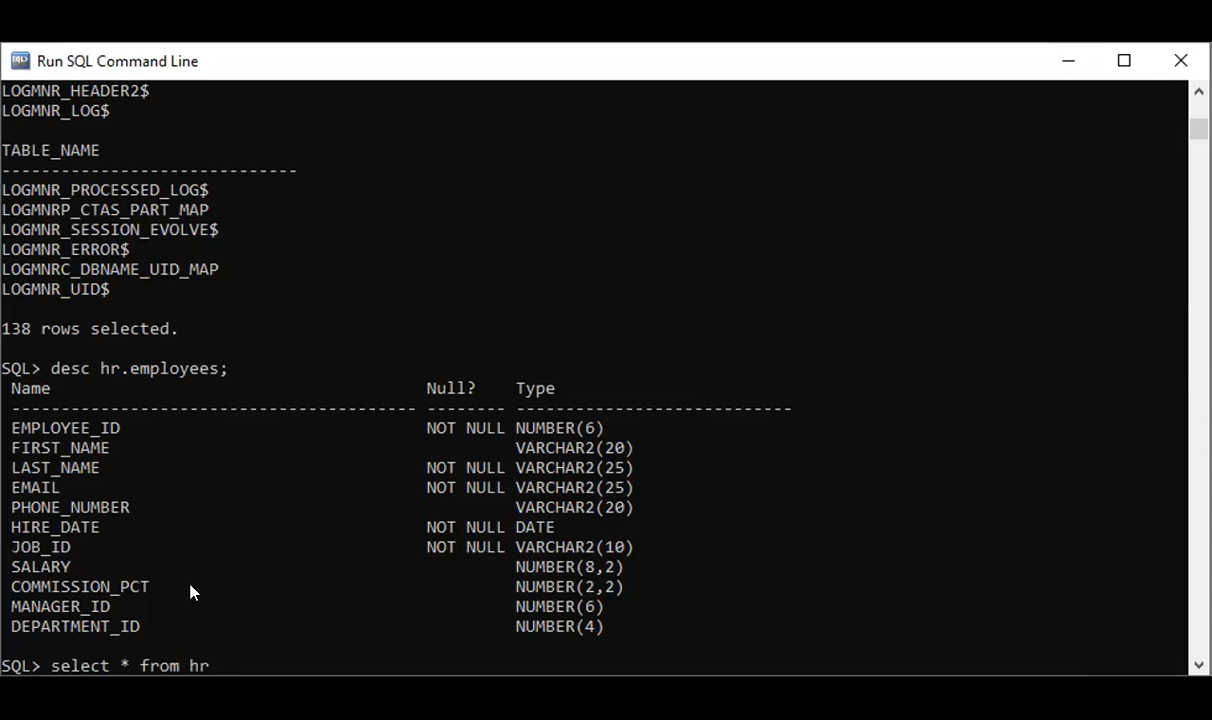 Run SQL Command Line
LOGMNR_HEADER2$
LOGMNR_LOG$
TABLE_NAME
------------------------------
LOGMNR_PROCESSED_LOG$
LOGMNRP_CTAS_PART_MAP
LOGMNR_SESSION_EVOLVE$
LOGMNR_ERROR$
LOGMNRC_DBNAME_UID_MAP
LOGMNR_UID$
138 rows selected.
SQL> desc hr.employees;
Name Null? Type
----------------------------------------- -------- ----------------------------
EMPLOYEE_ID NOT NULL NUMBER(6)
FIRST_NAME VARCHAR2(20)
LAST_NAME NOT NULL VARCHAR2(25)
EMAIL NOT NULL VARCHAR2(25)
PHONE_NUMBER VARCHAR2(20)
HIRE_DATE NOT NULL DATE
JOB_ID NOT NULL VARCHAR2(10)
SALARY NUMBER(8,2)
COMMISSION_PCT NUMBER(2,2)
MANAGER_ID NUMBER(6)
DEPARTMENT_ID NUMBER(4)
SQL> select * from hr